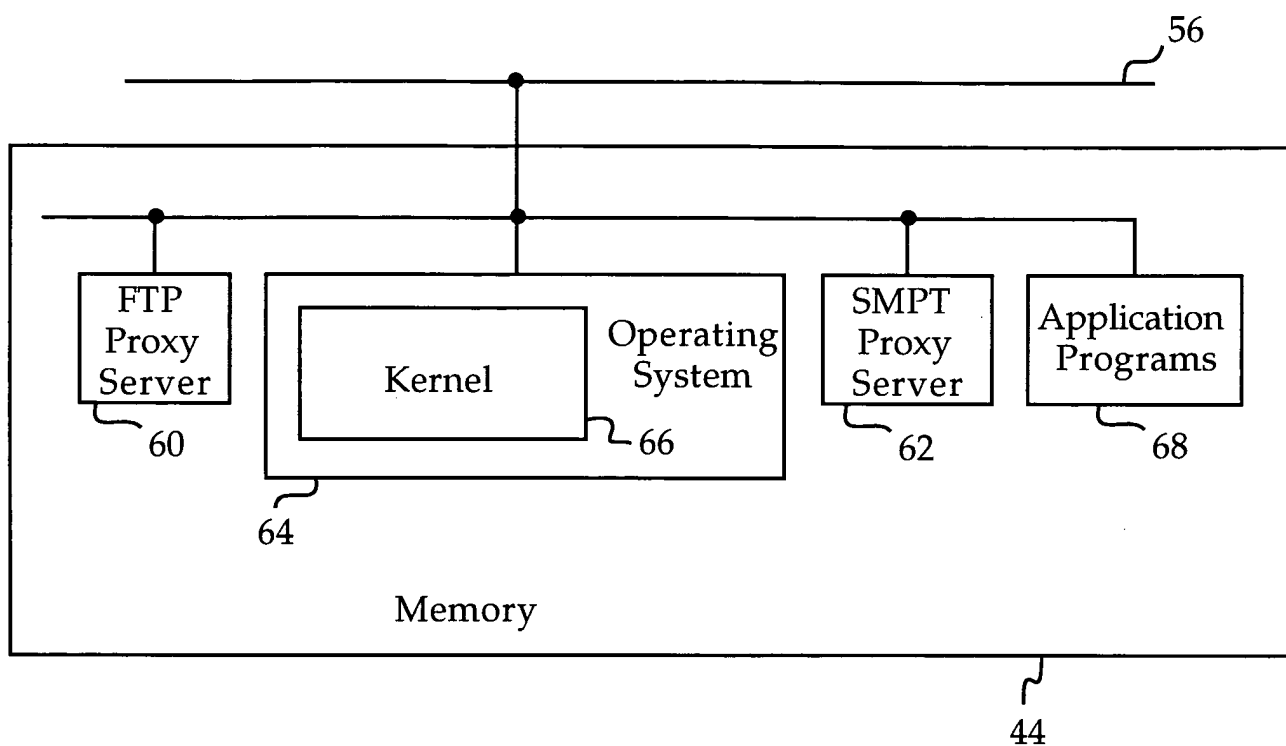 56
FTP
Proxy
Server
60
Kernel
66
Operating
System
64
SMPT
Proxy
Server
62
Application
Programs
68
Memory
44